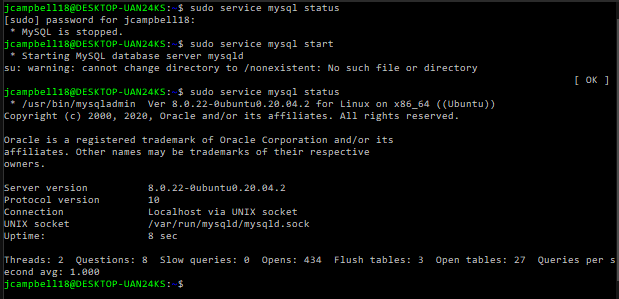 jcampbell18@DESKTOP-UAN24KS:~$ sudo service mysql status
[sudo] password for jcampbell18:
 * MySQL is stopped.
jcampbell18@DESKTOP-UAN24KS:~$ sudo service mysql start
 * Starting MySQL database server mysqld
su: warning: cannot change directory to /nonexistent: No such file or directory
[ OK ]
jcampbell18@DESKTOP-UAN24KS:~$ sudo service mysql status
 * /usr/bin/mysqladmin  Ver 8.0.22-0ubuntu0.20.04.2 for Linux on x86_64 ((Ubuntu))
Copyright (c) 2000, 2020, Oracle and/or its affiliates. All rights reserved.

Oracle is a registered trademark of Oracle Corporation and/or its
affiliates. Other names may be trademarks of their respective
owners.

Server version          8.0.22-0ubuntu0.20.04.2
Protocol version        10
Connection              Localhost via UNIX socket
UNIX socket             /var/run/mysqld/mysqld.sock
Uptime:                 8 sec

Threads: 2  Questions: 8  Slow queries: 0  Opens: 434  Flush tables: 3  Open tables: 27  Queries per s
econd avg: 1.000
jcampbell18@DESKTOP-UAN24KS:~$